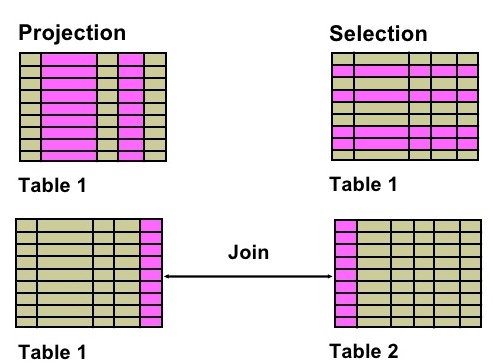 Projection
Selection
Table 1
Table 1
Join
Table 1
Table 2